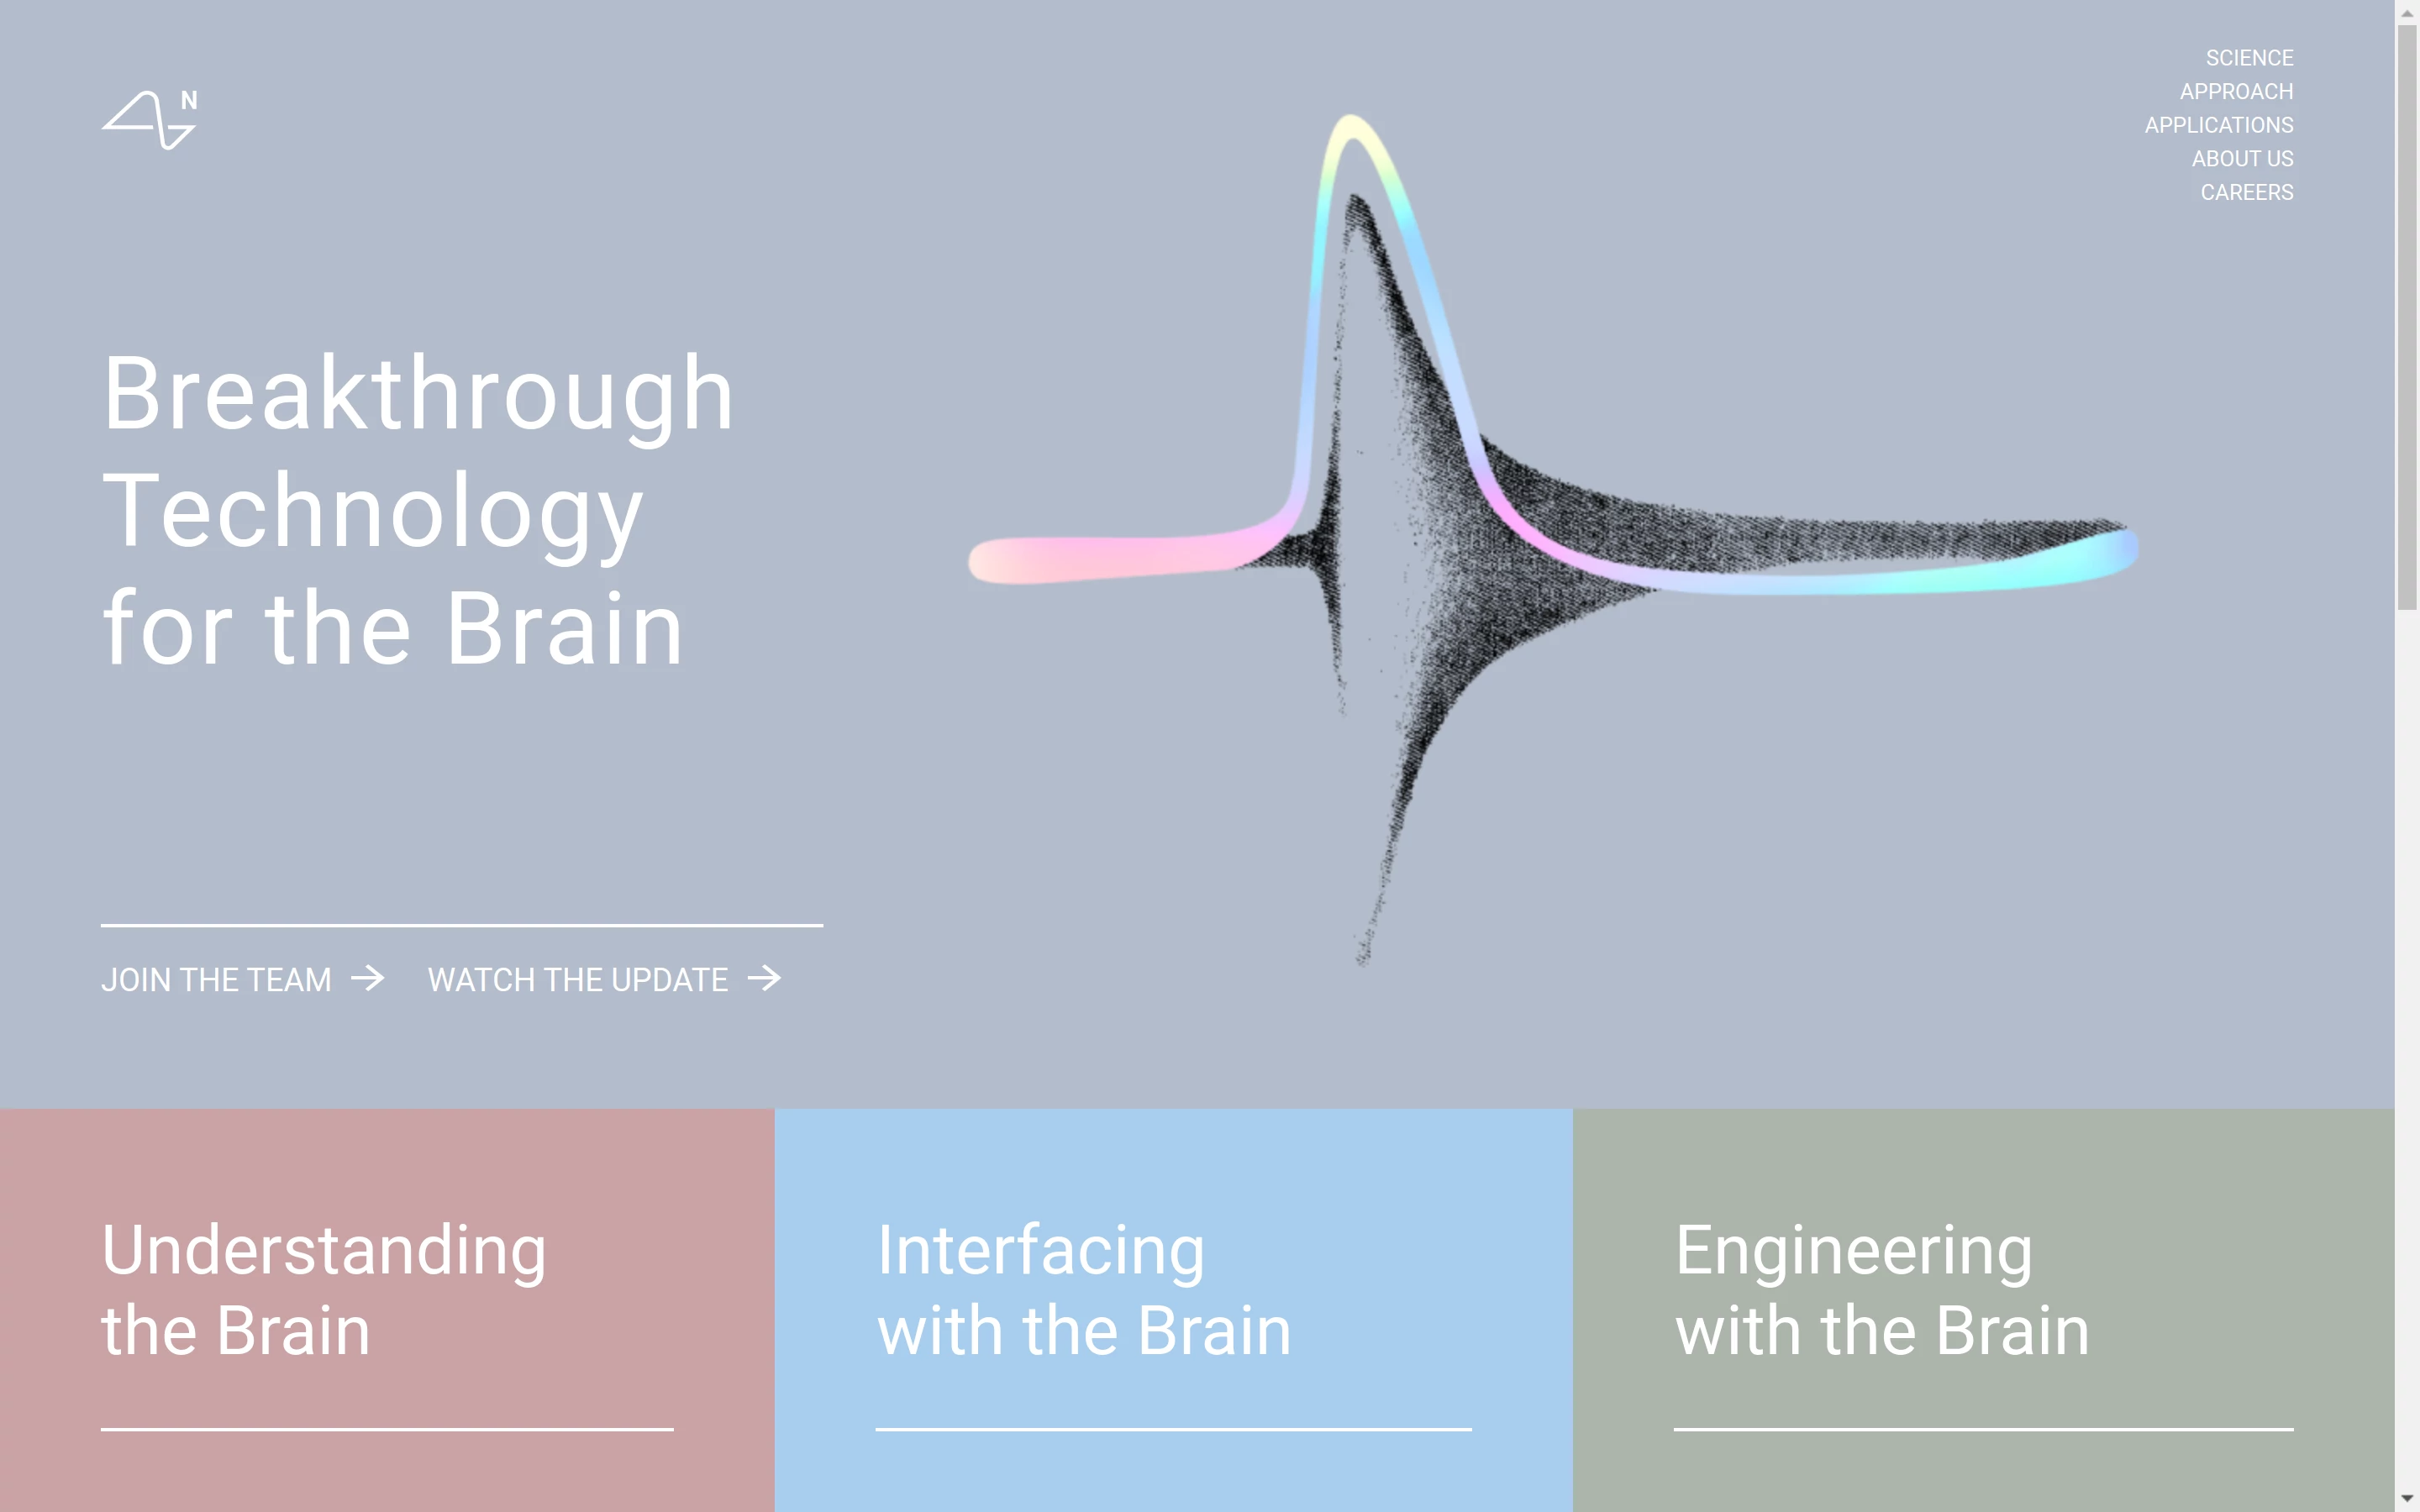 N
SCIENCE
APPROACH
APPLICATIONS
ABOUT US
CAREERS
Breakthrough
Technology
for the Brain
JOIN THE TEAM
WATCH THE UPDATE
Understanding
the Brain
Interfacing
with the Brain
Engineering
with the Brain